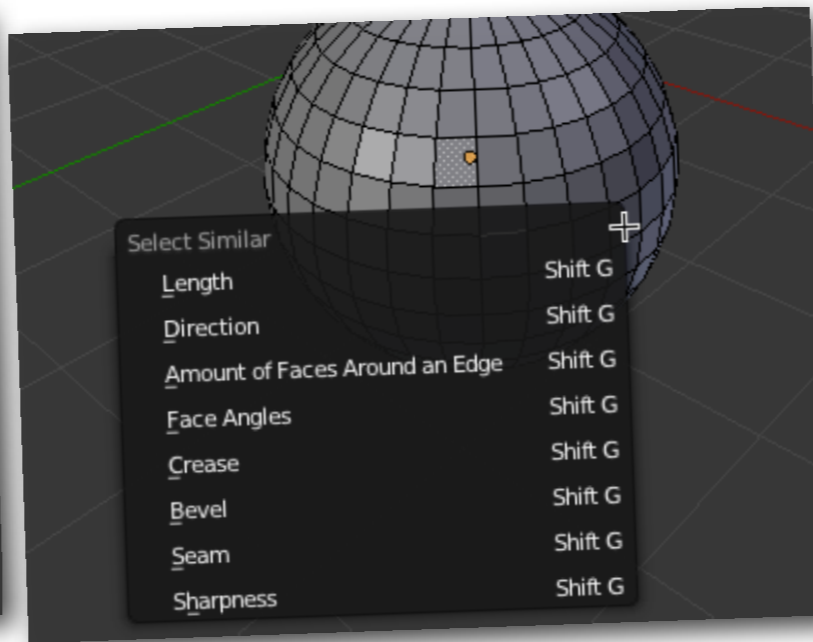 Select Similar
Length Shift G
Direction Shift G
Amount of Faces Around an Edge Shift G
Face Angles Shift G
Crease Shift G
Bevel Shift G
Seam Shift G
Sharpness Shift G